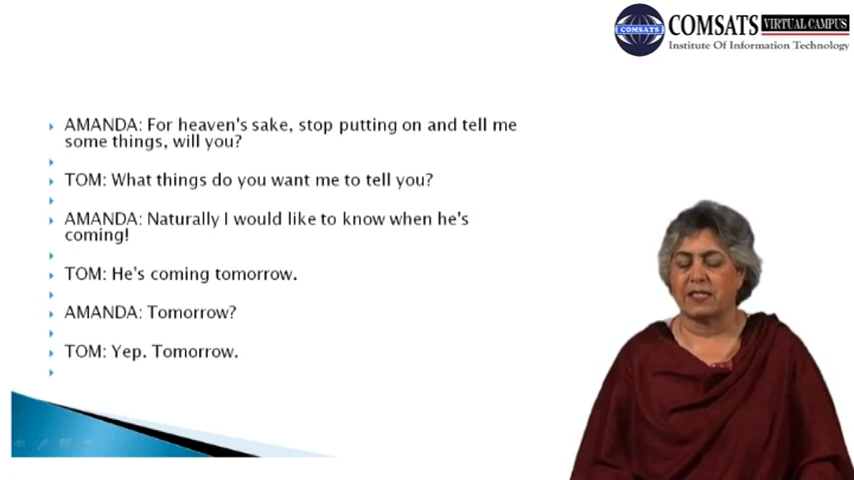 COMSATS VIRTUAL CAMPUS
COMSATS
Institute Of Information Technology
AMANDA: For heaven's sake, stop putting on and tell me
some things, will you?
TOM: What things do you want me to tell you?
AMANDA: Naturally I would like to know when he's
coming!
TOM: He's coming tomorrow.
AMANDA: Tomorrow?
TOM: Yep. Tomorrow.